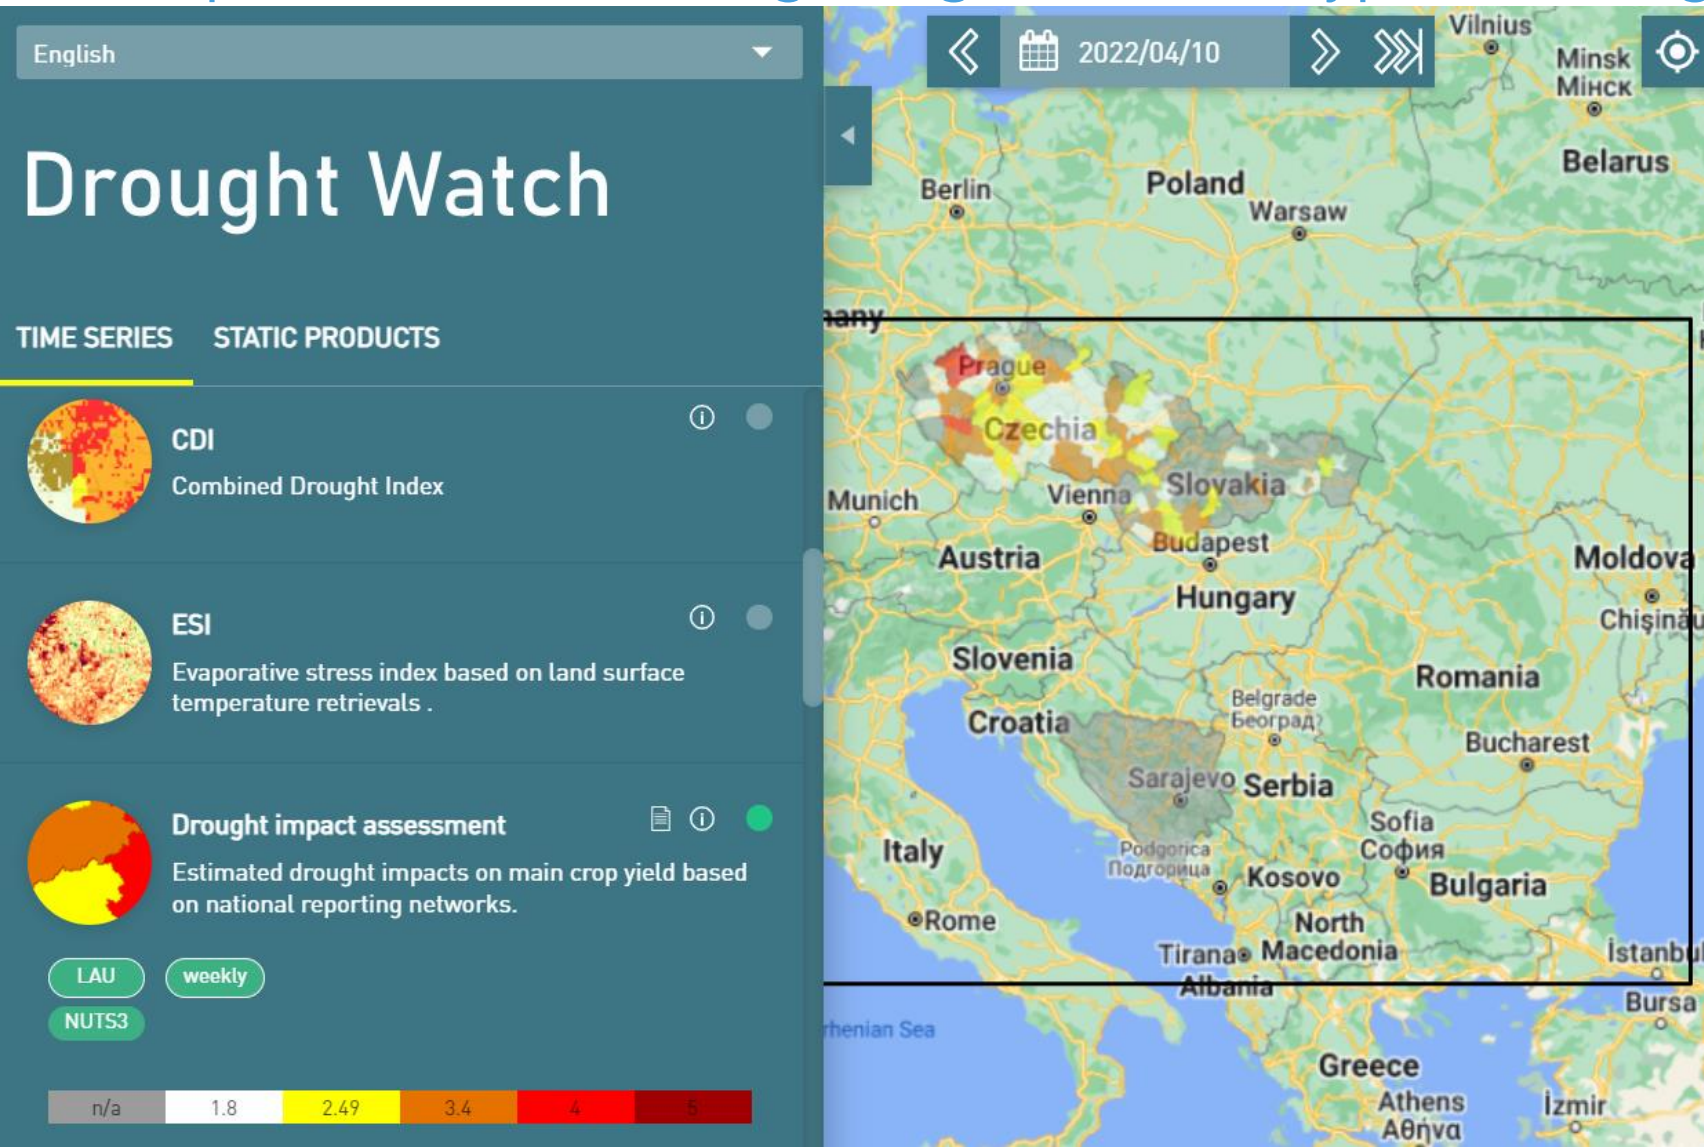 English
Drought Watch
TIME SERIES STATIC PRODUCTS
CDI
Combined Drought Index
ESI
Evaporative stress index based on land surface
temperature retrievals .
Drought impact assessment
Estimated drought impacts on main crop yield based
on national reporting networks.
LAU weekly
NUTS3
n/a 1.8 2.49 3.4 4 5
2022/04/10
Vilnius
Minsk
Мінск
Belarus
Berlin
Poland
Warsaw
Prague
Czechia
Slovakia
Munich
Vienna
Budapest
Austria
Hungary
Moldova
Chișinău
Slovenia
Romania
Croatia
Belgrade
Београд
Bucharest
Sarajevo
Serbia
Sofia
София
Italy
Podgorica
Подгорица
Kosovo
Bulgaria
Rome
North
Macedonia
Tirana
Albania
İstanbul
Bursa
rhenian Sea
Greece
Athens
Αθήνα
İzmir